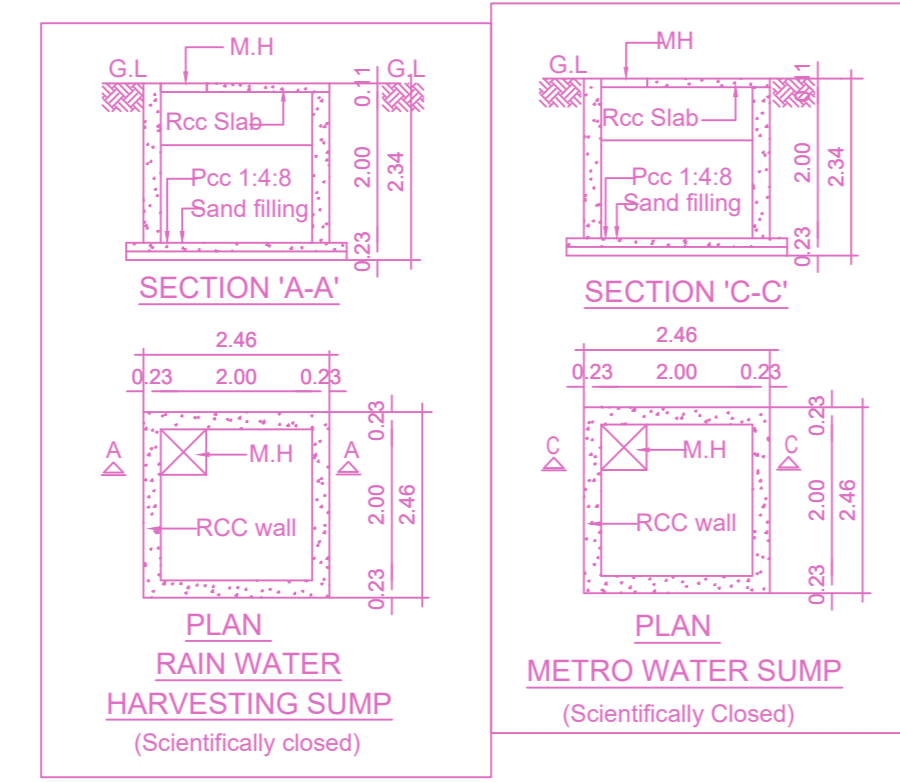 M.H
G.L
G.L
0.11
Rcc Slab
2.00
2.34
Pcc 1:4:8
Sand filling
0.23
SECTION 'A-A'
2.46
0.23 2.00 0.23
0.23
A
M.H
A
2.00
2.46
RCC wall
0.23
PLAN
RAIN WATER
HARVESTING SUMP
(Scientifically closed)
MH
G.L
G.L
0.11
Rcc Slab
2.00
2.34
Pcc 1:4:8
Sand filling
0.23
SECTION 'C-C'
2.46
0.23 2.00 0.23
0.23
C
M.H
C
2.00
2.46
RCC wall
0.23
PLAN
METRO WATER SUMP
(Scientifically Closed)